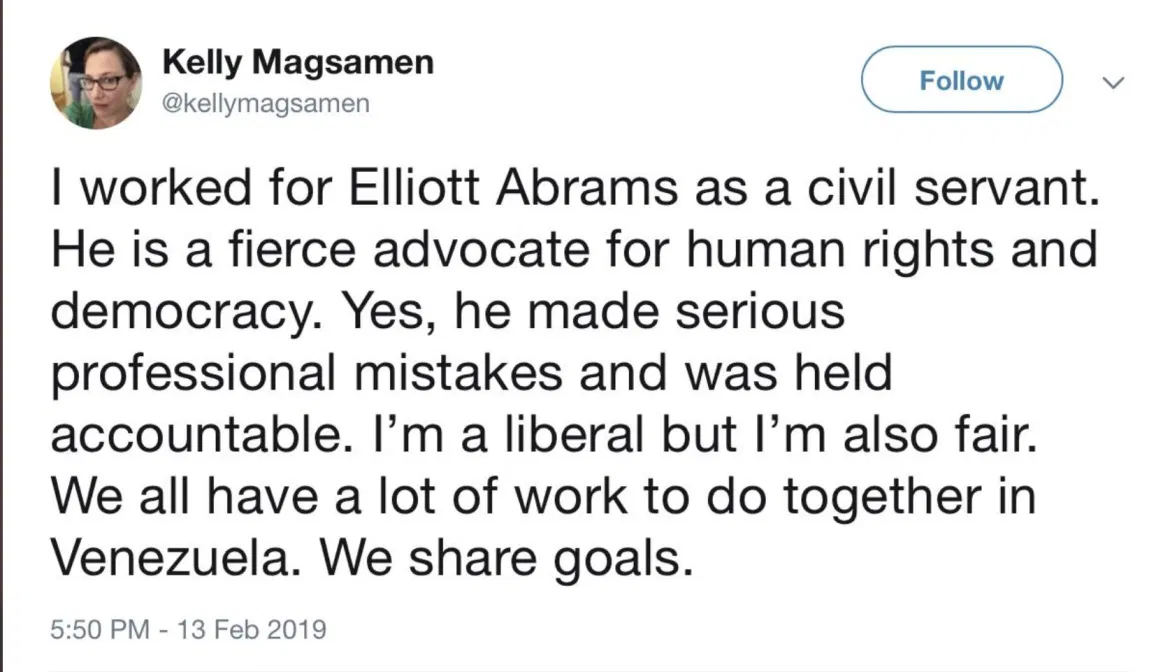 Kelly Magsamen
@kellymagsamen
Follow
I worked for Elliott Abrams as a civil servant.
He is a fierce advocate for human rights and
democracy. Yes, he made serious
professional mistakes and was held
accountable. I’m a liberal but I’m also fair.
We all have a lot of work to do together in
Venezuela. We share goals.
5:50 PM - 13 Feb 2019